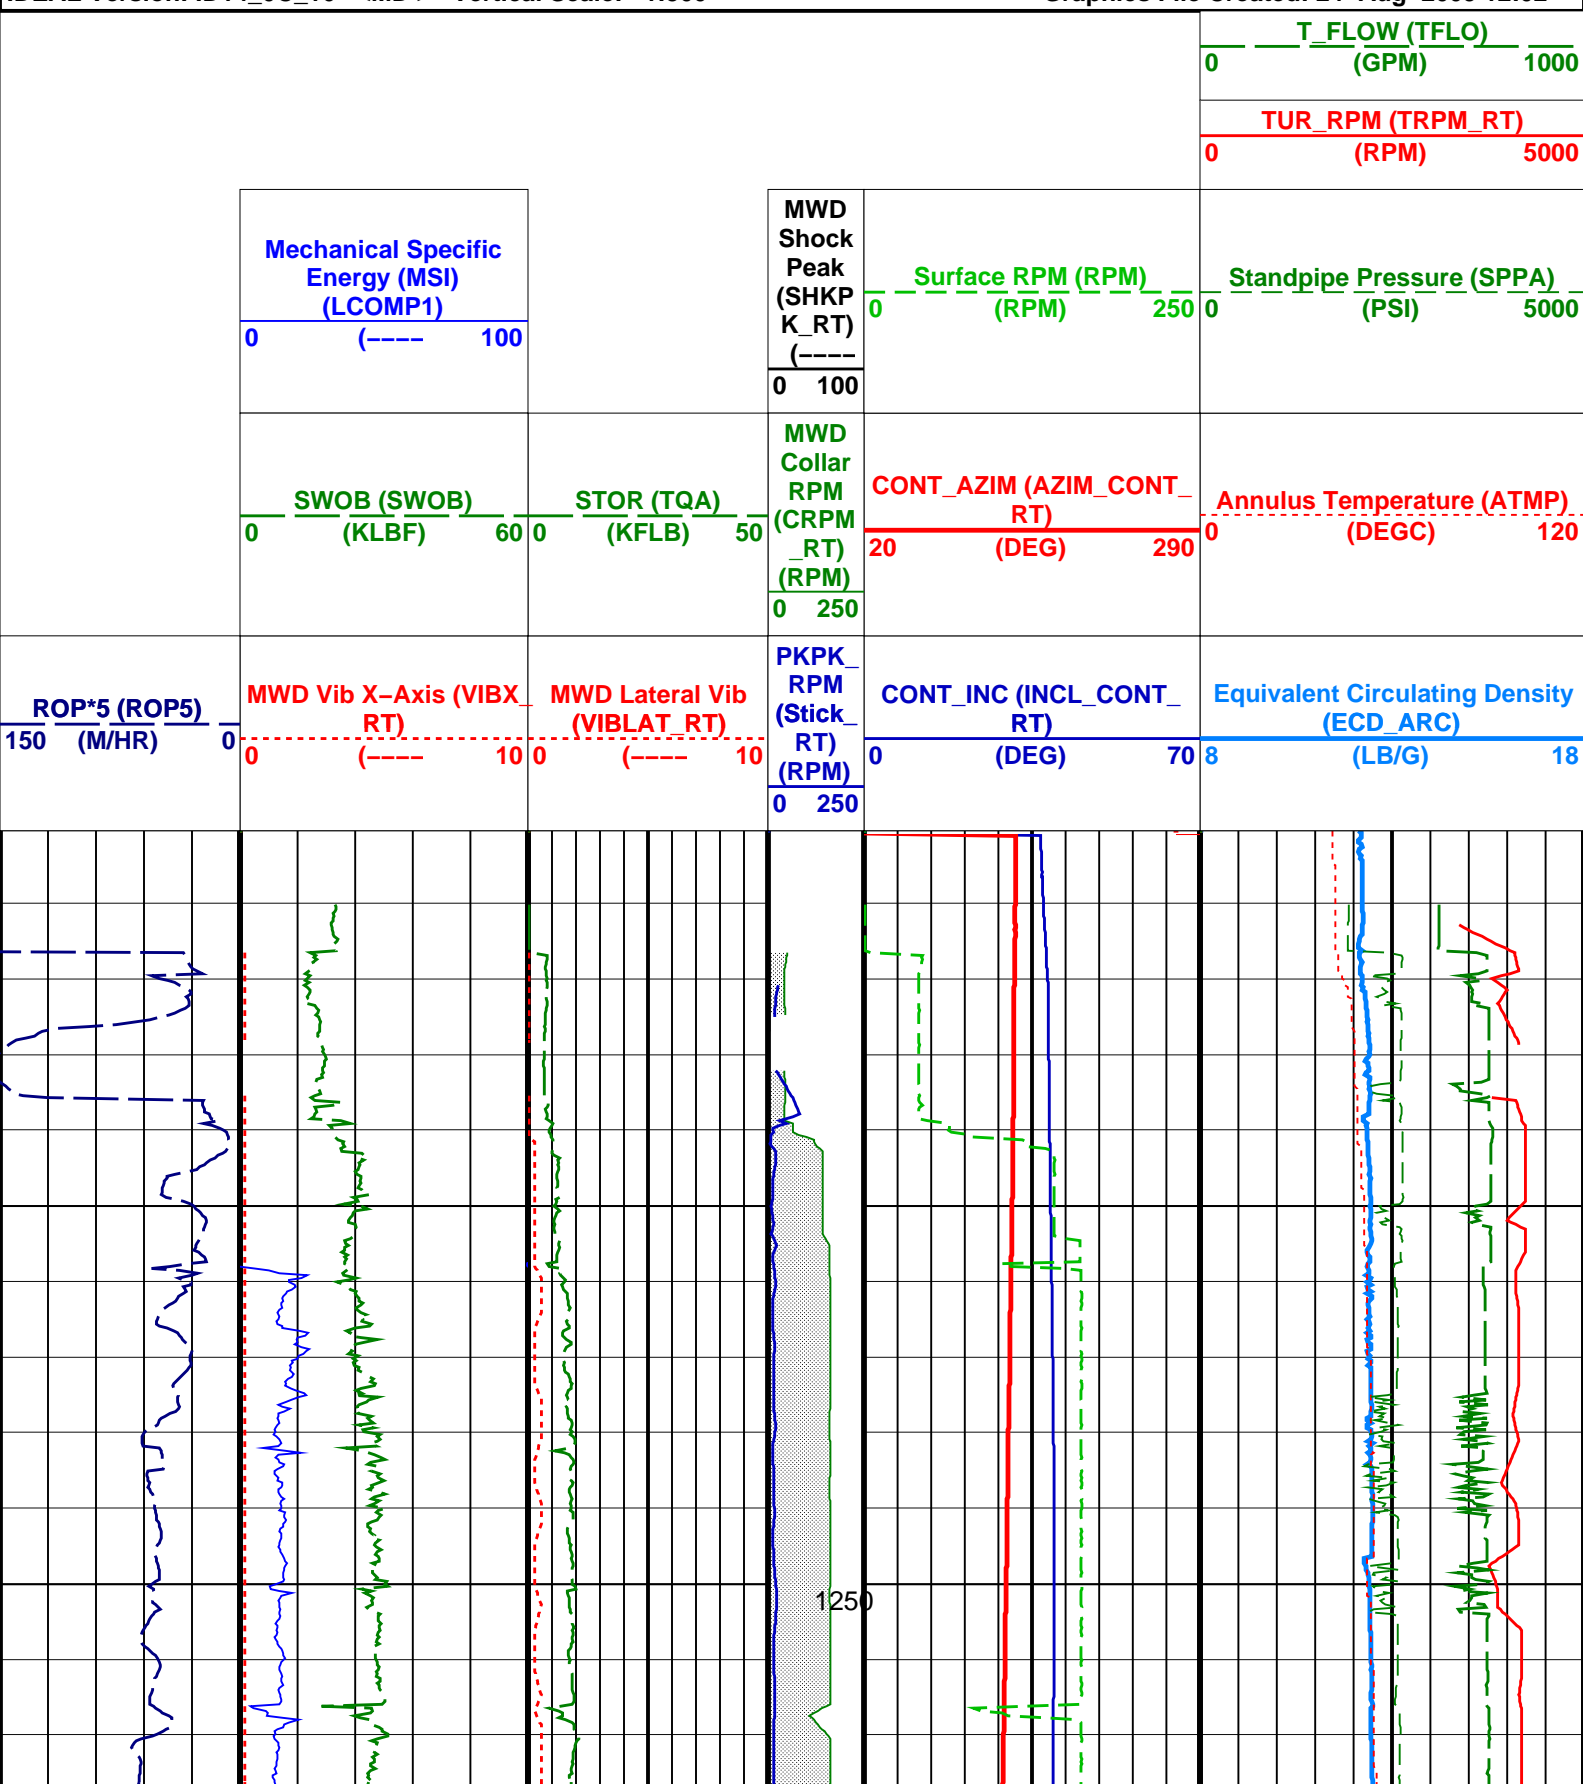 T_FLOW (TFLO)
0 (GPM) 1000
TUR_RPM (TRPM_RT)
0 (RPM) 5000
Mechanical Specific
Energy (MSI)
(LCOMP1)
0 (---- 100
MWD
Shock
Peak
(SHKP
K_RT)
(----
0 100
Surface RPM (RPM)
0 (RPM) 250
Standpipe Pressure (SPPA)
0 (PSI) 5000
SWOB (SWOB)
0 (KLBF) 60
STOR (TQA)
0 (KFLB) 50
MWD
Collar
RPM
(CRPM
_RT)
(RPM)
0 250
CONT_AZIM (AZIM_CONT_
RT)
20 (DEG) 290
Annulus Temperature (ATMP)
0 (DEGC) 120
ROP*5 (ROP5)
150 (M/HR) 0
MWD Vib X-Axis (VIBX_
RT)
0 (---- 10
MWD Lateral Vib
(VIBLAT_RT)
0 (---- 10
PKPK_
RPM
(Stick_
RT)
(RPM)
0 250
CONT_INC (INCL_CONT_
RT)
0 (DEG) 70
Equivalent Circulating Density
(ECD_ARC)
8 (LB/G) 18
1250